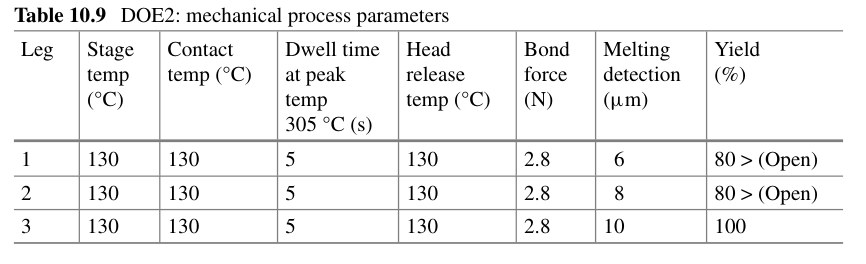 Table 10.9 DOE2: mechanical process parameters
Leg Stage temp (°C) Contact temp (°C) Dwell time at peak temp 305 °C (s) Head release temp (°C) Bond force (N) Melting detection (μm) Yield (%)
1 130 130 5 130 2.8 6 80 > (Open)
2 130 130 5 130 2.8 8 80 > (Open)
3 130 130 5 130 2.8 10 100